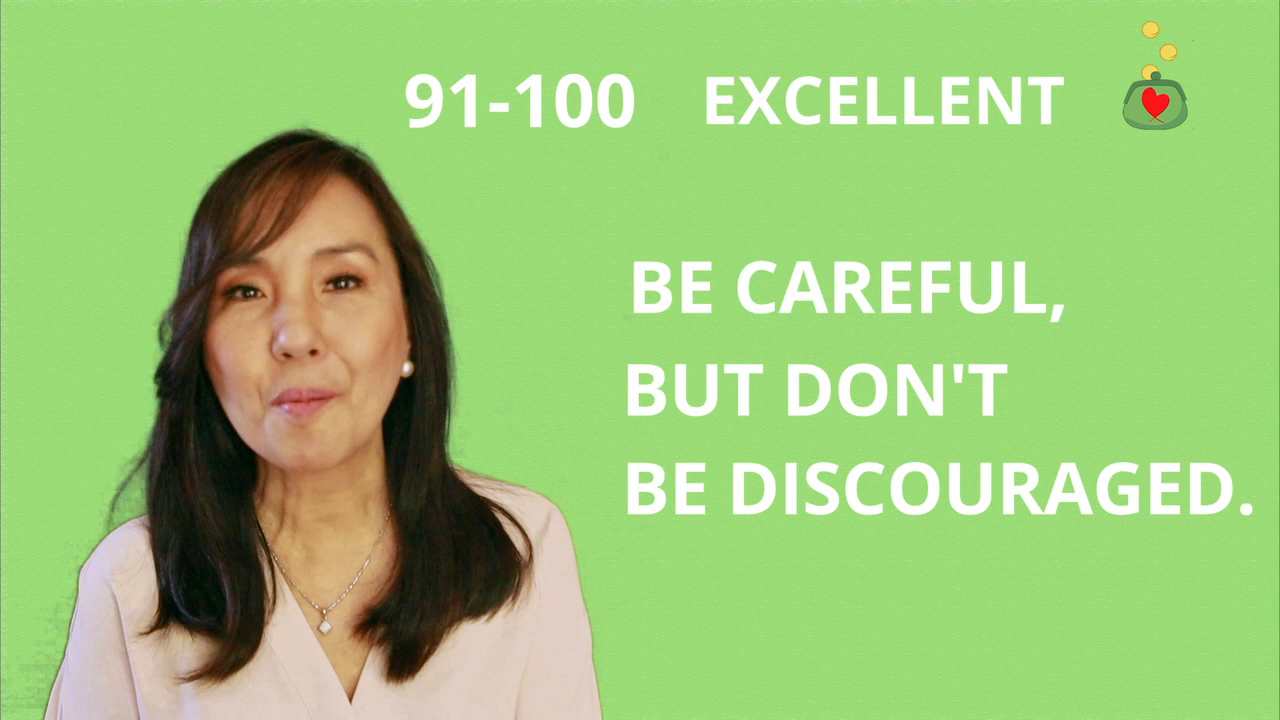 91-100 EXCELLENT
BE CAREFUL,
BUT DON'T
BE DISCOURAGED.